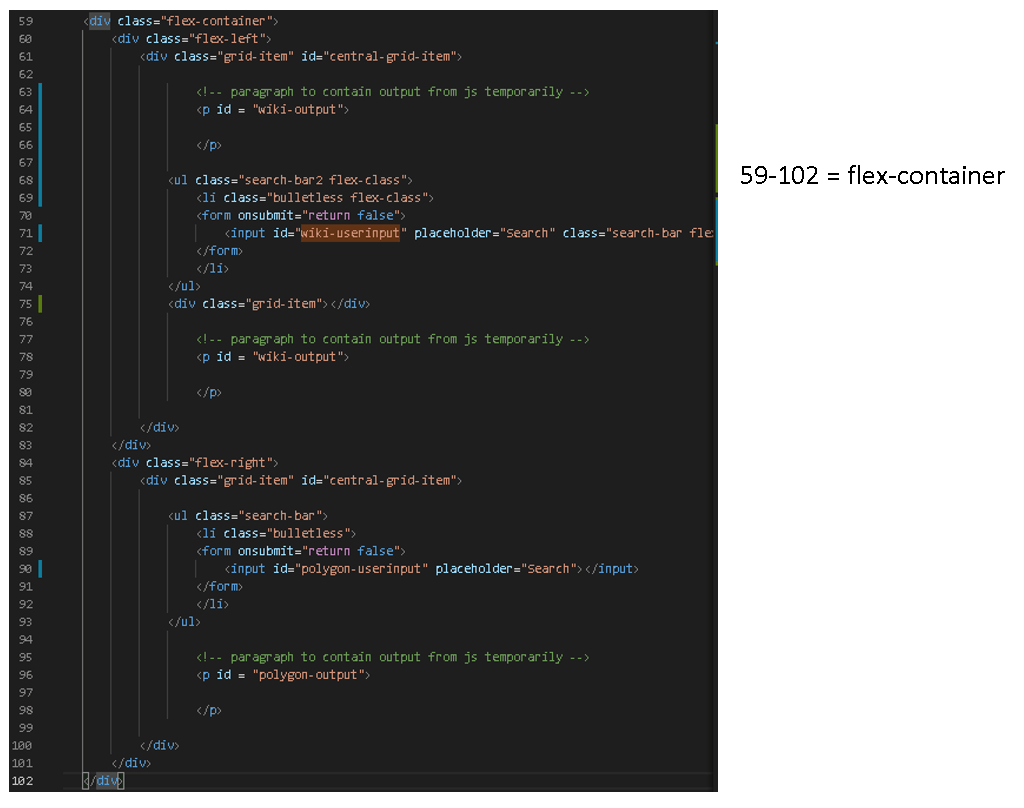 59 <div class="flex-container">
60 <div class="flex-left">
61 <div class="grid-item" id="central-grid-item">
62
63 <!-- paragraph to contain output from js temporarily -->
64 <p id = "wiki-output">
65
66 </p>
67
68 <ul class="search-bar2 flex-class">
69 <li class="bulletless flex-class">
70 <form onsubmit="return false">
71 <input id="wiki-userinput" placeholder="Search" class="search-bar fle
72 </form>
73 </li>
74 </ul>
75 <div class="grid-item"></div>
76
77 <!-- paragraph to contain output from js temporarily -->
78 <p id = "wiki-output">
79
80 </p>
81
82 </div>
83 </div>
84 <div class="flex-right">
85 <div class="grid-item" id="central-grid-item">
86
87 <ul class="search-bar">
88 <li class="bulletless">
89 <form onsubmit="return false">
90 <input id="polygon-userinput" placeholder="Search"></input>
91 </form>
92 </li>
93 </ul>
94
95 <!-- paragraph to contain output from js temporarily -->
96 <p id = "polygon-output">
97
98 </p>
99
100 </div>
101 </div>
102 </div>
59-102 = flex-container